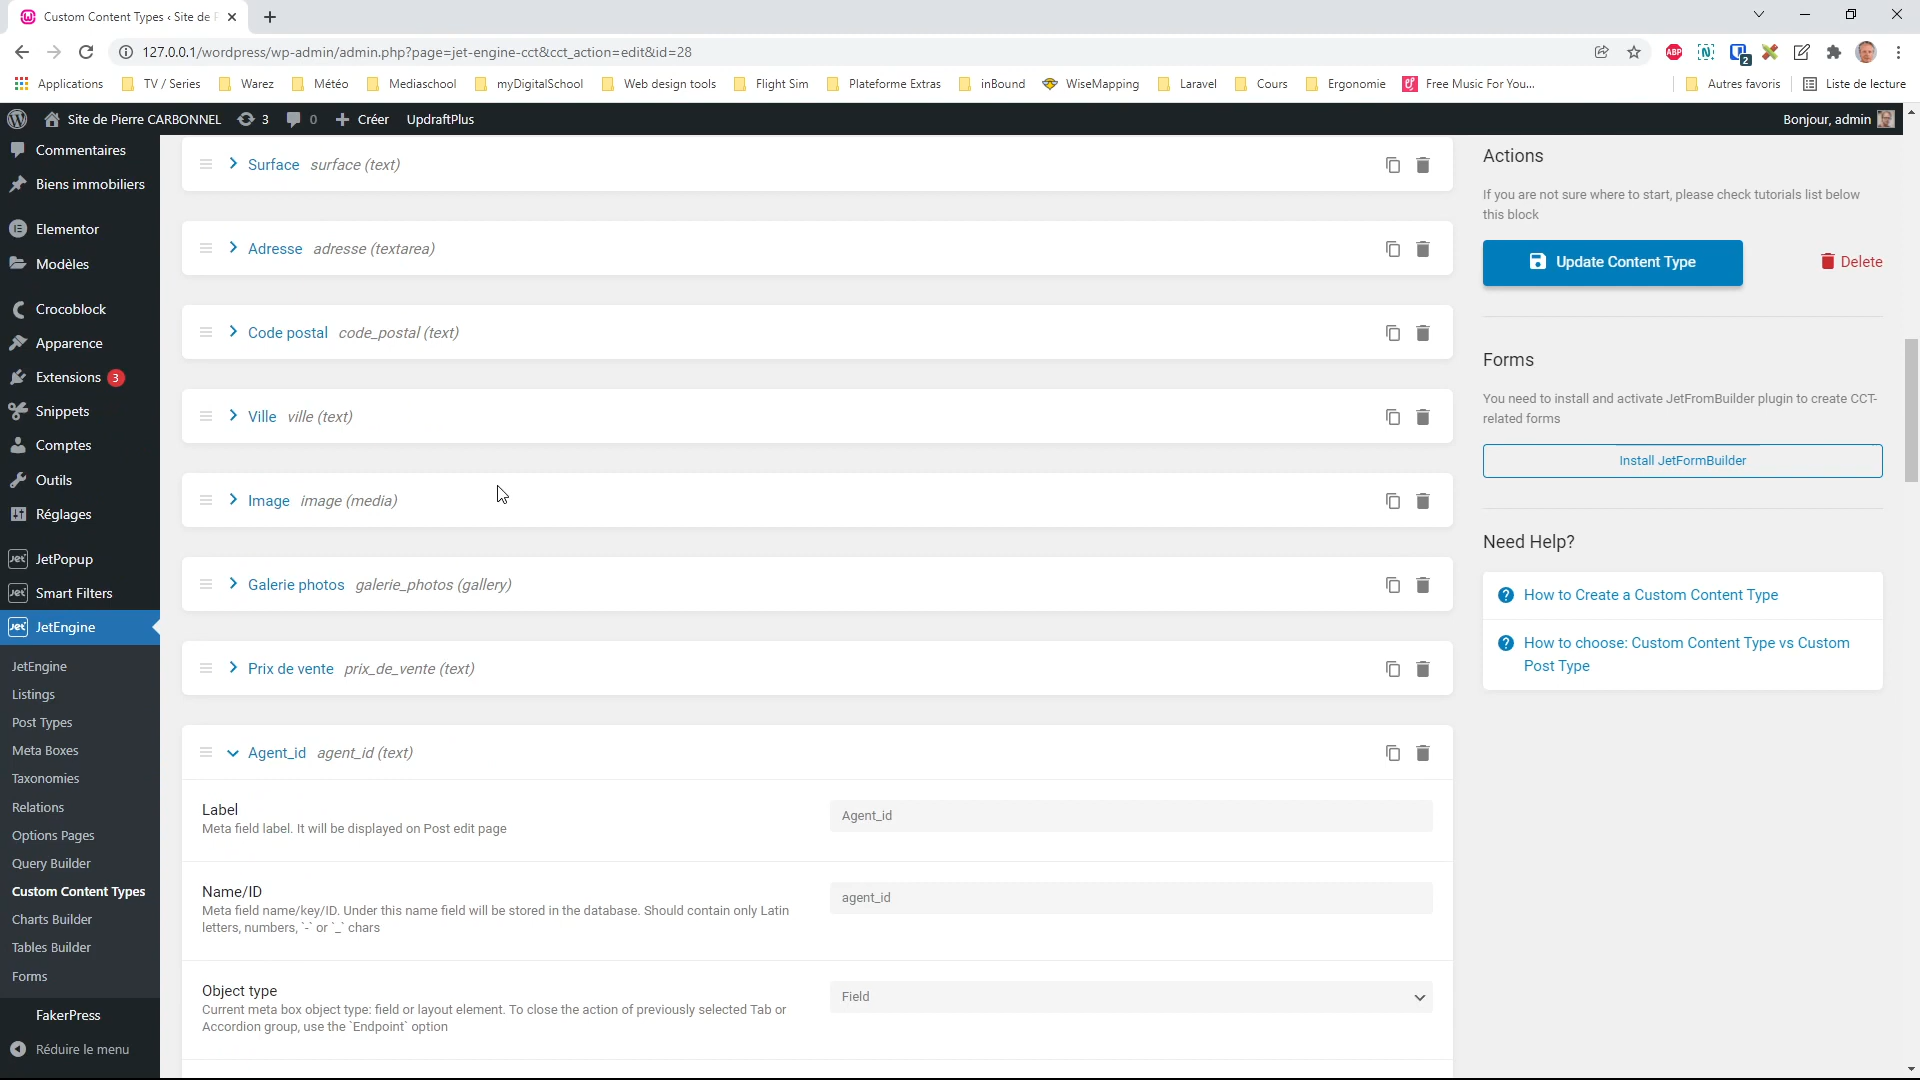 Custom Content Types ‹ Site de P
127.0.0.1/wordpress/wp-admin/admin.php?page=jet-engine-cct&cct_action=edit&id=28
ABP
N
2
Applications
TV / Series
Warez
Météo
Mediaschool
myDigitalSchool
Web design tools
Flight Sim
Plateforme Extras
inBound
WiseMapping
Laravel
Cours
Ergonomie
Free Music For You...
Autres favoris
Liste de lecture
Site de Pierre CARBONNEL
3
0
Créer
UpdraftPlus
Bonjour, admin
Commentaires
Biens immobiliers
Elementor
Modèles
Crocoblock
Apparence
Extensions 3
Snippets
Comptes
Outils
Réglages
Jet JetPopup
Jet Smart Filters
Jet JetEngine
JetEngine
Listings
Post Types
Meta Boxes
Taxonomies
Relations
Options Pages
Query Builder
Custom Content Types
Charts Builder
Tables Builder
Forms
FakerPress
Réduire le menu
Surface surface (text)
Adresse adresse (textarea)
Code postal code_postal (text)
Ville ville (text)
Image image (media)
Galerie photos galerie_photos (gallery)
Prix de vente prix_de_vente (text)
Agent_id agent_id (text)
Label
Meta field label. It will be displayed on Post edit page
Agent_id
Name/ID
Meta field name/key/ID. Under this name field will be stored in the database. Should contain only Latin
letters, numbers, `-` or `_` chars
agent_id
Object type
Current meta box object type: field or layout element. To close the action of previously selected Tab or
Accordion group, use the `Endpoint` option
Field
Actions
If you are not sure where to start, please check tutorials list below
this block
Update Content Type
Delete
Forms
You need to install and activate JetFromBuilder plugin to create CCT-
related forms
Install JetFormBuilder
Need Help?
How to Create a Custom Content Type
How to choose: Custom Content Type vs Custom
Post Type